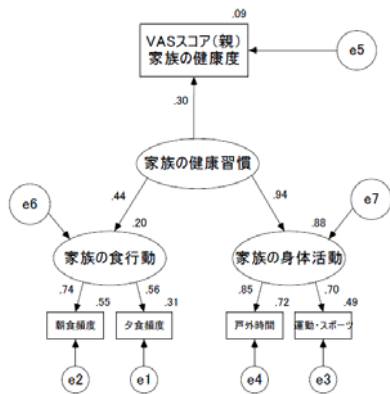 .09
VASスコア(親)
家族の健康度
e5
.30
家族の健康習慣
.44
.94
e6
e7
.20
.88
家族の食行動
家族の身体活動
.74
.55
.56
.31
.85
.72
.70
.49
朝食頻度
夕食頻度
戸外時間
運動・スポーツ
e2
e1
e4
e3